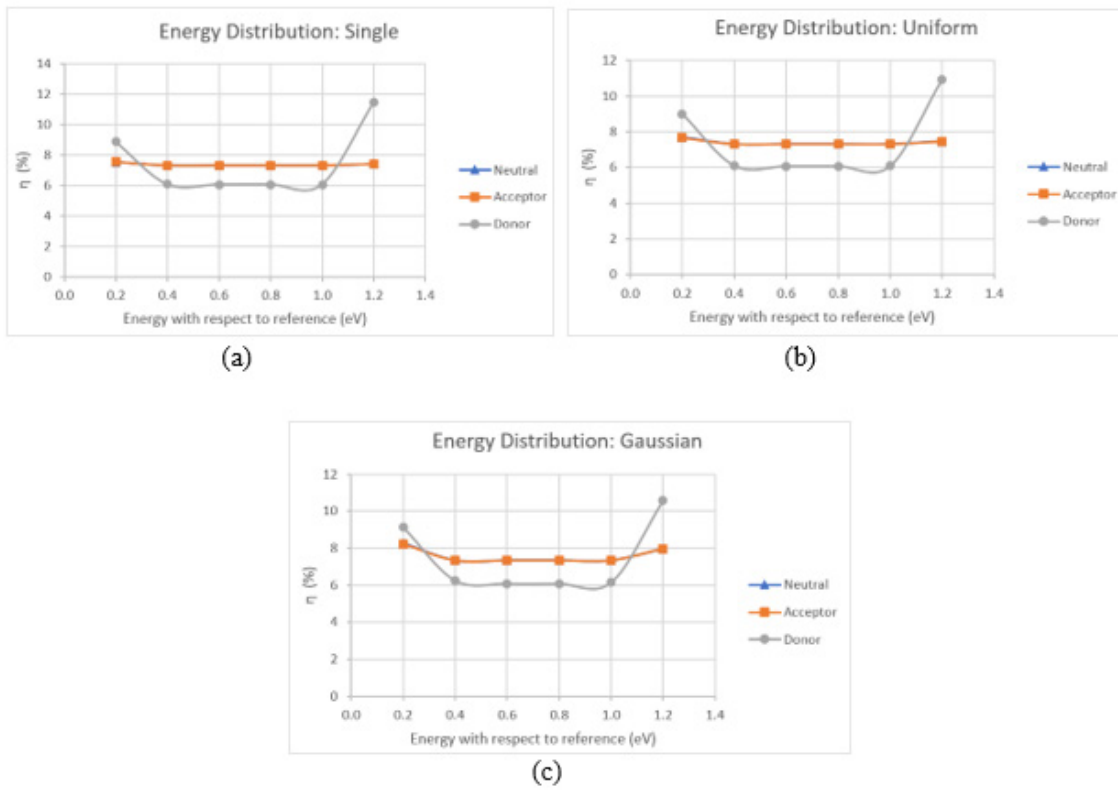 Energy Distribution: Single
14
12
10
8
6
4
2
0
η (%)
0.0 0.2 0.4 0.6 0.8 1.0 1.2 1.4
Energy with respect to reference (eV)
Neutral
Acceptor
Donor
(a)
Energy Distribution: Uniform
12
10
8
6
4
2
0
η (%)
0.0 0.2 0.4 0.6 0.8 1.0 1.2 1.4
Energy with respect to reference (eV)
Neutral
Acceptor
Donor
(b)
Energy Distribution: Gaussian
12
10
8
6
4
2
0
η (%)
0.0 0.2 0.4 0.6 0.8 1.0 1.2 1.4
Energy with respect to reference (eV)
Neutral
Acceptor
Donor
(c)